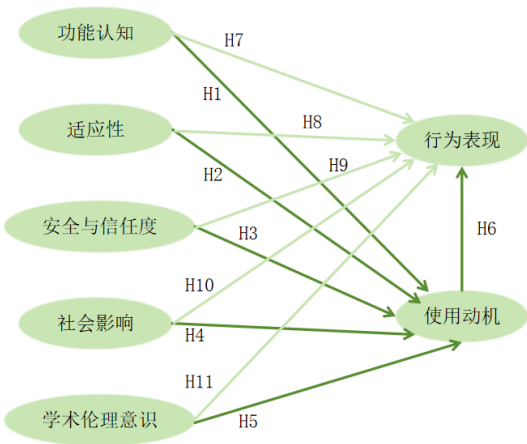 功能认知
H7
H1
适应性
H8
行为表现
H2
H9
安全与信任度
H3
H6
H10
社会影响
使用动机
H4
H11
学术伦理意识
H5